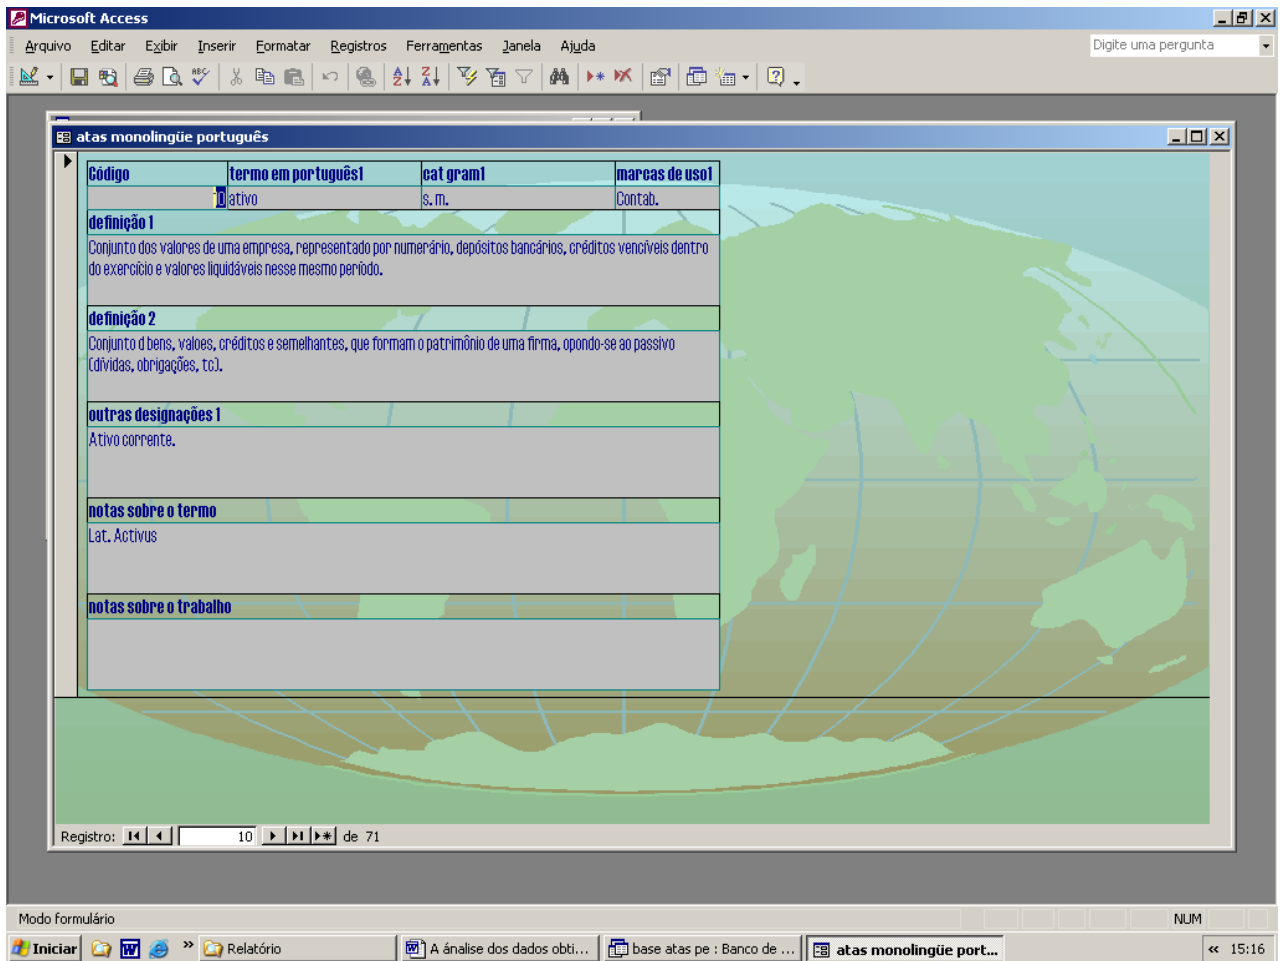 Microsoft Access
Arquivo Editar Exibir Inserir Formatar Registros Ferramentas Janela Ajuda Digite uma pergunta
atas monolingüe português
Código termo em português1 cat gram1 marcas de uso1
10 ativo s. m. Contab.
definição 1
Conjunto dos valores de uma empresa, representado por numerário, depósitos bancários, créditos vencíveis dentro
do exercício e valores liquidáveis nesse mesmo período.
definição 2
Conjunto d bens, valoes, créditos e semelhantes, que formam o patrimônio de uma firma, opondo-se ao passivo
(dívidas, obrigações, tc).
outras designações 1
Ativo corrente.
notas sobre o termo
Lat. Activus
notas sobre o trabalho
Registro: 10 de 71
Modo formulário NUM
Iniciar » Relatório A ánalise dos dados obti... base atas pe : Banco de ... atas monolingüe port... « 15:16